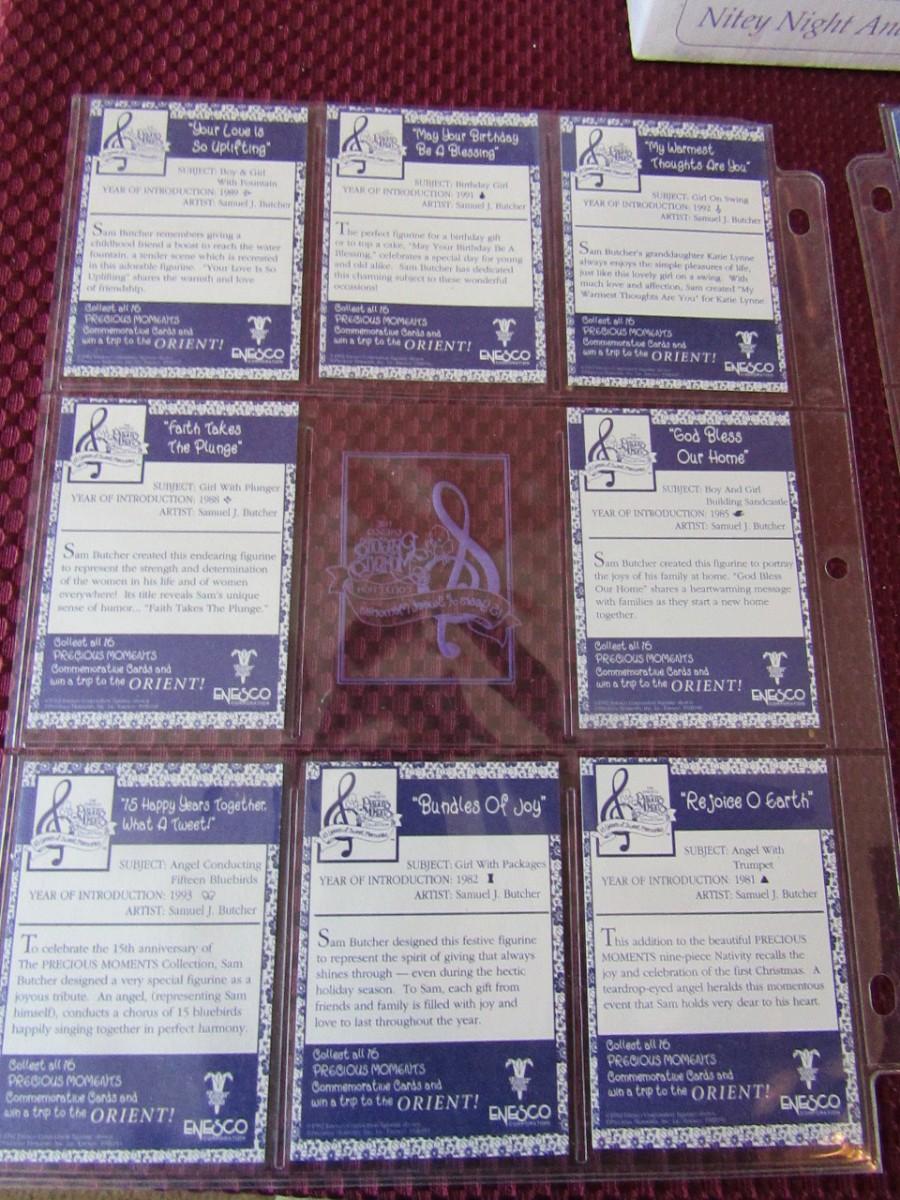 Nitey Night
"Your Love Is
So Uplifting"
SUBJECT: Boy & Girl
With Fountain
YEAR OF INTRODUCTION: 1989
ARTIST: Samuel J. Butcher
Sam Butcher remembers giving a
childhood friend a boost to reach the water
fountain, a tender scene which is recreated
in this adorable figurine. "Your Love Is So
Uplifting" shares the warmth and love
of friendship.
Collect all 16
PRECIOUS MOMENTS
Commemorative Cards and
win a trip to the ORIENT!
ENESCO
CORPORATION
"May Your Birthday
Be A Blessing"
SUBJECT: Birthday Girl
YEAR OF INTRODUCTION: 1991
ARTIST: Samuel J. Butcher
The perfect figurine for a birthday gift
or to top a cake, "May Your Birthday Be A
Blessing," celebrates a special day for young
and old alike. Sam Butcher has dedicated
this charming subject to these wonderful
occasions!
Collect all 16
PRECIOUS MOMENTS
Commemorative Cards and
win a trip to the ORIENT!
ENESCO
CORPORATION
"My Warmest
Thoughts Are You"
SUBJECT: Girl On Swing
YEAR OF INTRODUCTION: 1992
ARTIST: Samuel J. Butcher
Sam Butcher's granddaughter Katie Lynne
always enjoys the simple pleasures of life,
just like this lovely girl on a swing. With
much love and affection, Sam created "My
Warmest Thoughts Are You" for Katie Lynne
Collect all 16
PRECIOUS MOMENTS
Commemorative Cards and
win a trip to the ORIENT!
ENESCO
CORPORATION
"Faith Takes
The Plunge"
SUBJECT: Girl With Plunger
YEAR OF INTRODUCTION: 1988
ARTIST: Samuel J. Butcher
Sam Butcher created this endearing figurine
to represent the strength and determination
of the women in his life and of women
everywhere! Its title reveals Sam's unique
sense of humor... "Faith Takes The Plunge."
Collect all 16
PRECIOUS MOMENTS
Commemorative Cards and
win a trip to the ORIENT!
ENESCO
CORPORATION
"God Bless
Our Home"
SUBJECT: Boy And Girl
Building Sandcastle
YEAR OF INTRODUCTION: 1985
ARTIST: Samuel J. Butcher
Sam Butcher created this figurine to portray
the joys of his family at home. "God Bless
Our Home" shares a heartwarming message
with families as they start a new home
together.
Collect all 16
PRECIOUS MOMENTS
Commemorative Cards and
win a trip to the ORIENT!
ENESCO
CORPORATION
"15 Happy Years Together,
What A Tweet!"
SUBJECT: Angel Conducting
Fifteen Bluebirds
YEAR OF INTRODUCTION: 1993
ARTIST: Samuel J. Butcher
To celebrate the 15th anniversary of
The PRECIOUS MOMENTS Collection, Sam
Butcher designed a very special figurine as a
joyous tribute. An angel, (representing Sam
himself), conducts a chorus of 15 bluebirds
happily singing together in perfect harmony.
Collect all 16
PRECIOUS MOMENTS
Commemorative Cards and
win a trip to the ORIENT!
ENESCO
CORPORATION
"Bundles Of Joy"
SUBJECT: Girl With Packages
YEAR OF INTRODUCTION: 1982
ARTIST: Samuel J. Butcher
Sam Butcher designed this festive figurine
to represent the spirit of giving that always
shines through — even during the hectic
holiday season. To Sam, each gift from
friends and family is filled with joy and
love to last throughout the year.
Collect all 16
PRECIOUS MOMENTS
Commemorative Cards and
win a trip to the ORIENT!
ENESCO
CORPORATION
"Rejoice O Earth"
SUBJECT: Angel With
Trumpet
YEAR OF INTRODUCTION: 1981
ARTIST: Samuel J. Butcher
This addition to the beautiful PRECIOUS
MOMENTS nine-piece Nativity recalls the
joy and celebration of the first Christmas. A
teardrop-eyed angel heralds this momentous
event that Sam holds very dear to his heart.
Collect all 16
PRECIOUS MOMENTS
Commemorative Cards and
win a trip to the ORIENT!
ENESCO
CORPORATION